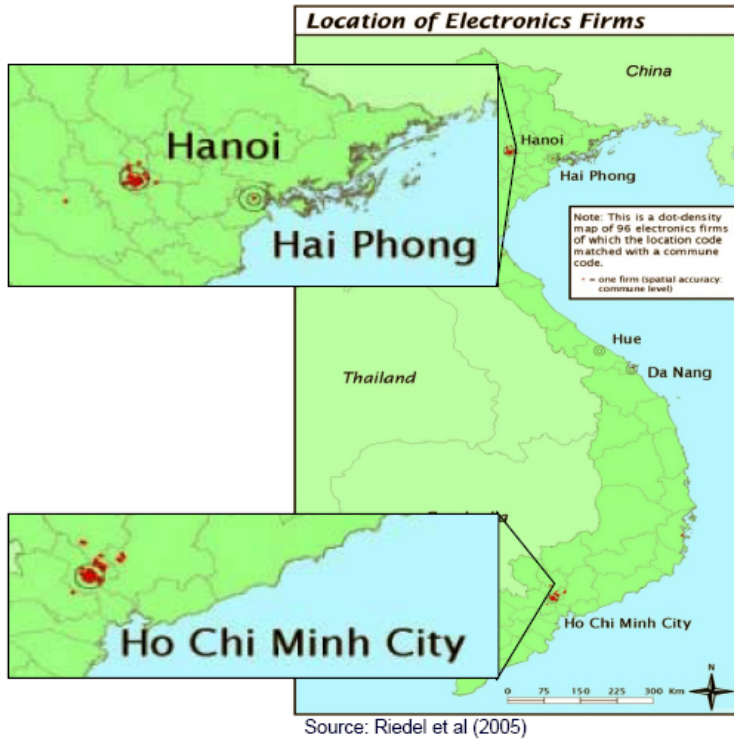 Location of Electronics Firms
China
Hanoi
Hai Phong
Hanoi
Hai Phong
Note: This is a dot-density
map of 96 electronics firms
of which the location code
matched with a commune
code.
• = one firm (spatial accuracy:
commune level)
Hue
Da Nang
Thailand
Ho Chi Minh City
Ho Chi Minh City
N
0 75 150 225 300 Km
Source: Riedel et al (2005)